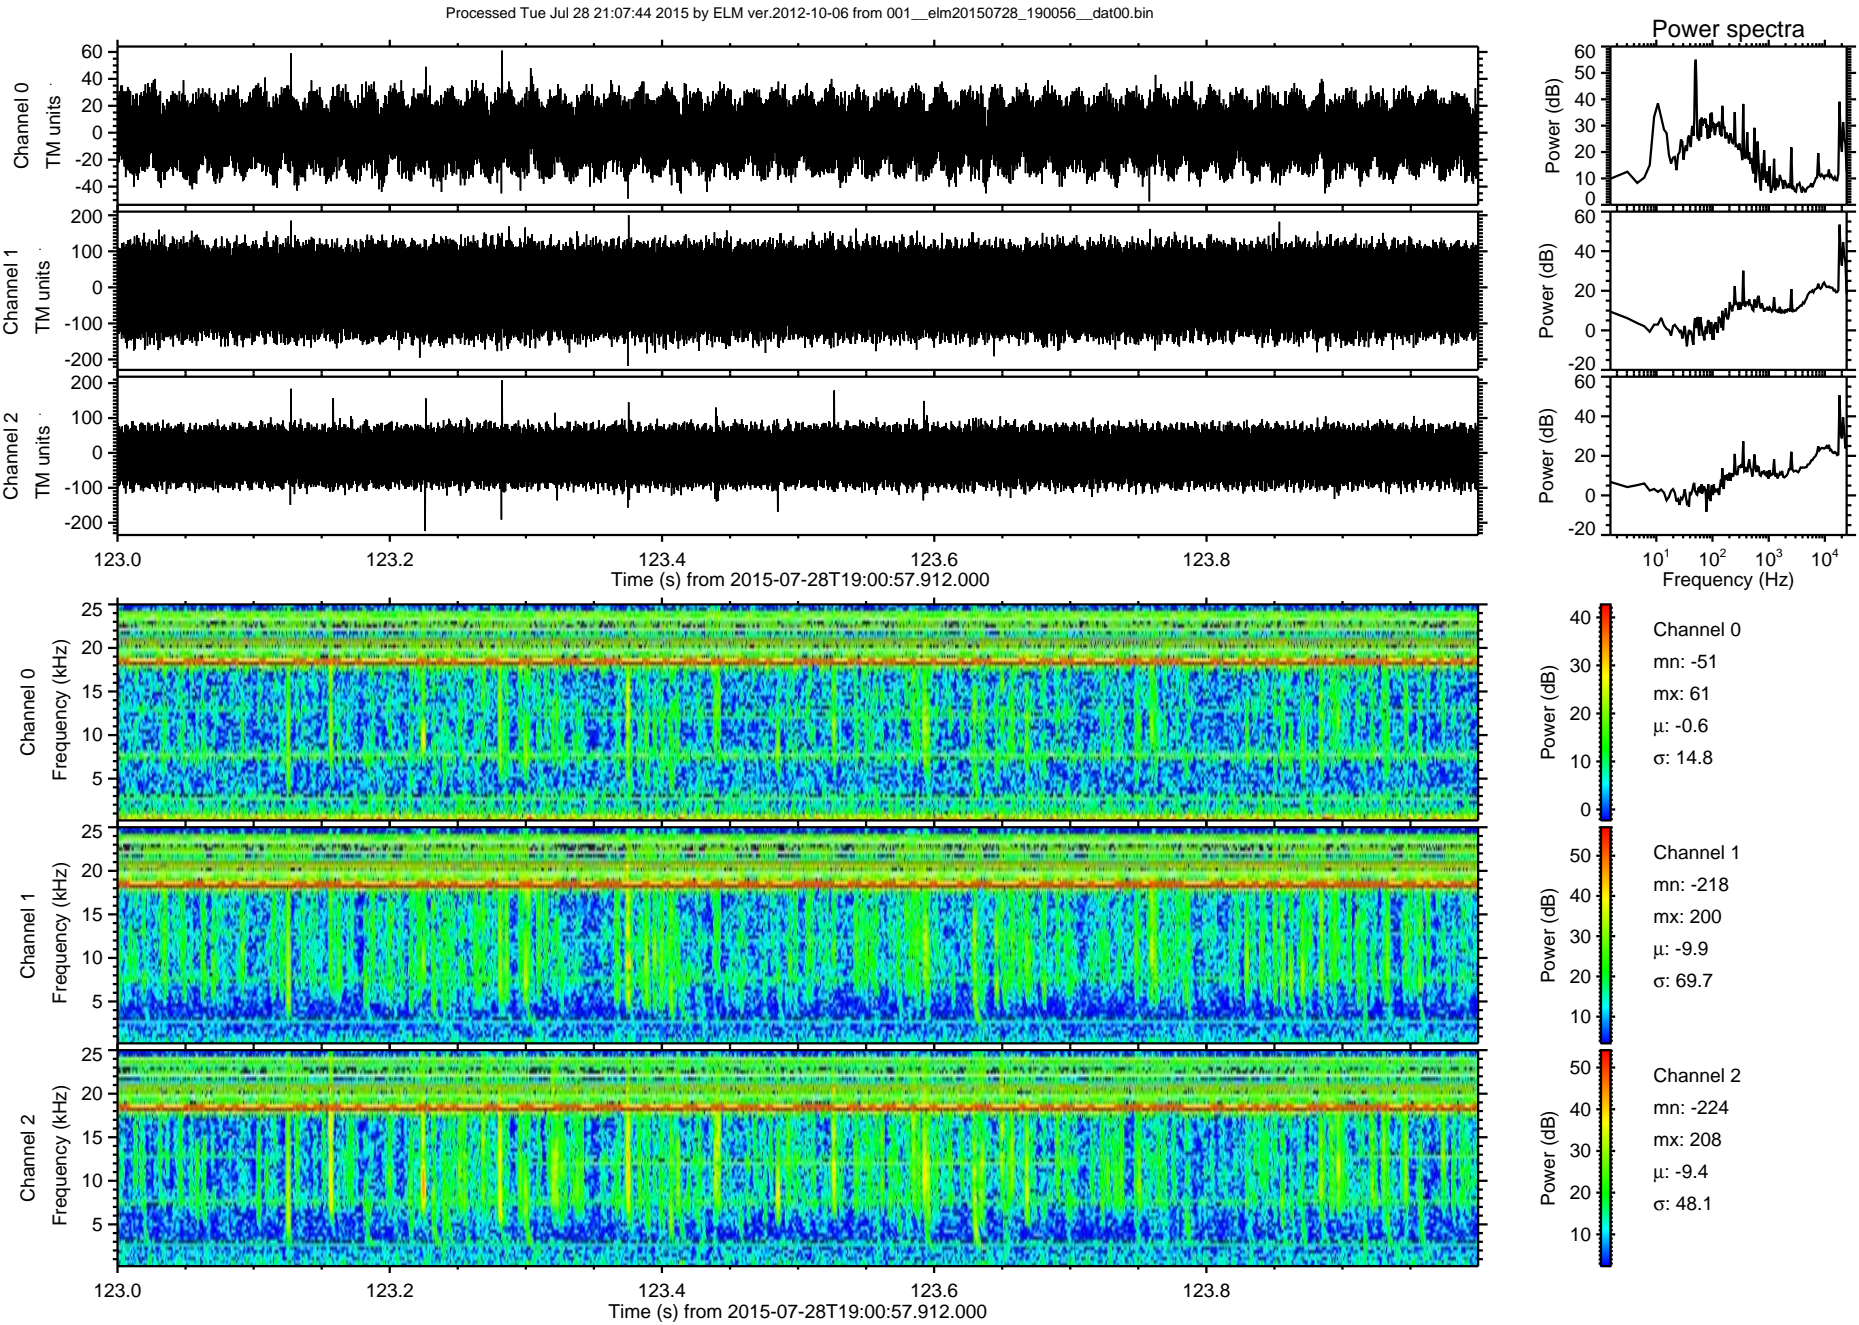 Processed Tue Jul 28 21:07:44 2015 by ELM ver.2012-10-06 from 001__elm20150728_190056__dat00.bin
Power spectra
Channel 0
TM units
60
40
20
0
-20
-40
Power (dB)
60
50
40
30
20
10
0
Channel 1
TM units
200
100
0
-100
-200
Power (dB)
60
40
20
0
-20
Channel 2
TM units
200
100
0
-100
-200
Power (dB)
60
40
20
0
-20
123.0 123.2 123.4 123.6 123.8
Time (s) from 2015-07-28T19:00:57.912.000
10^1 10^2 10^3 10^4
Frequency (Hz)
Channel 0
Frequency (kHz)
25
20
15
10
5
Power (dB)
40
30
20
10
0
Channel 0
mn: -51
mx: 61
μ: -0.6
σ: 14.8
Channel 1
Frequency (kHz)
25
20
15
10
5
Power (dB)
50
40
30
20
10
Channel 1
mn: -218
mx: 200
μ: -9.9
σ: 69.7
Channel 2
Frequency (kHz)
25
20
15
10
5
Power (dB)
50
40
30
20
10
Channel 2
mn: -224
mx: 208
μ: -9.4
σ: 48.1
123.0 123.2 123.4 123.6 123.8
Time (s) from 2015-07-28T19:00:57.912.000